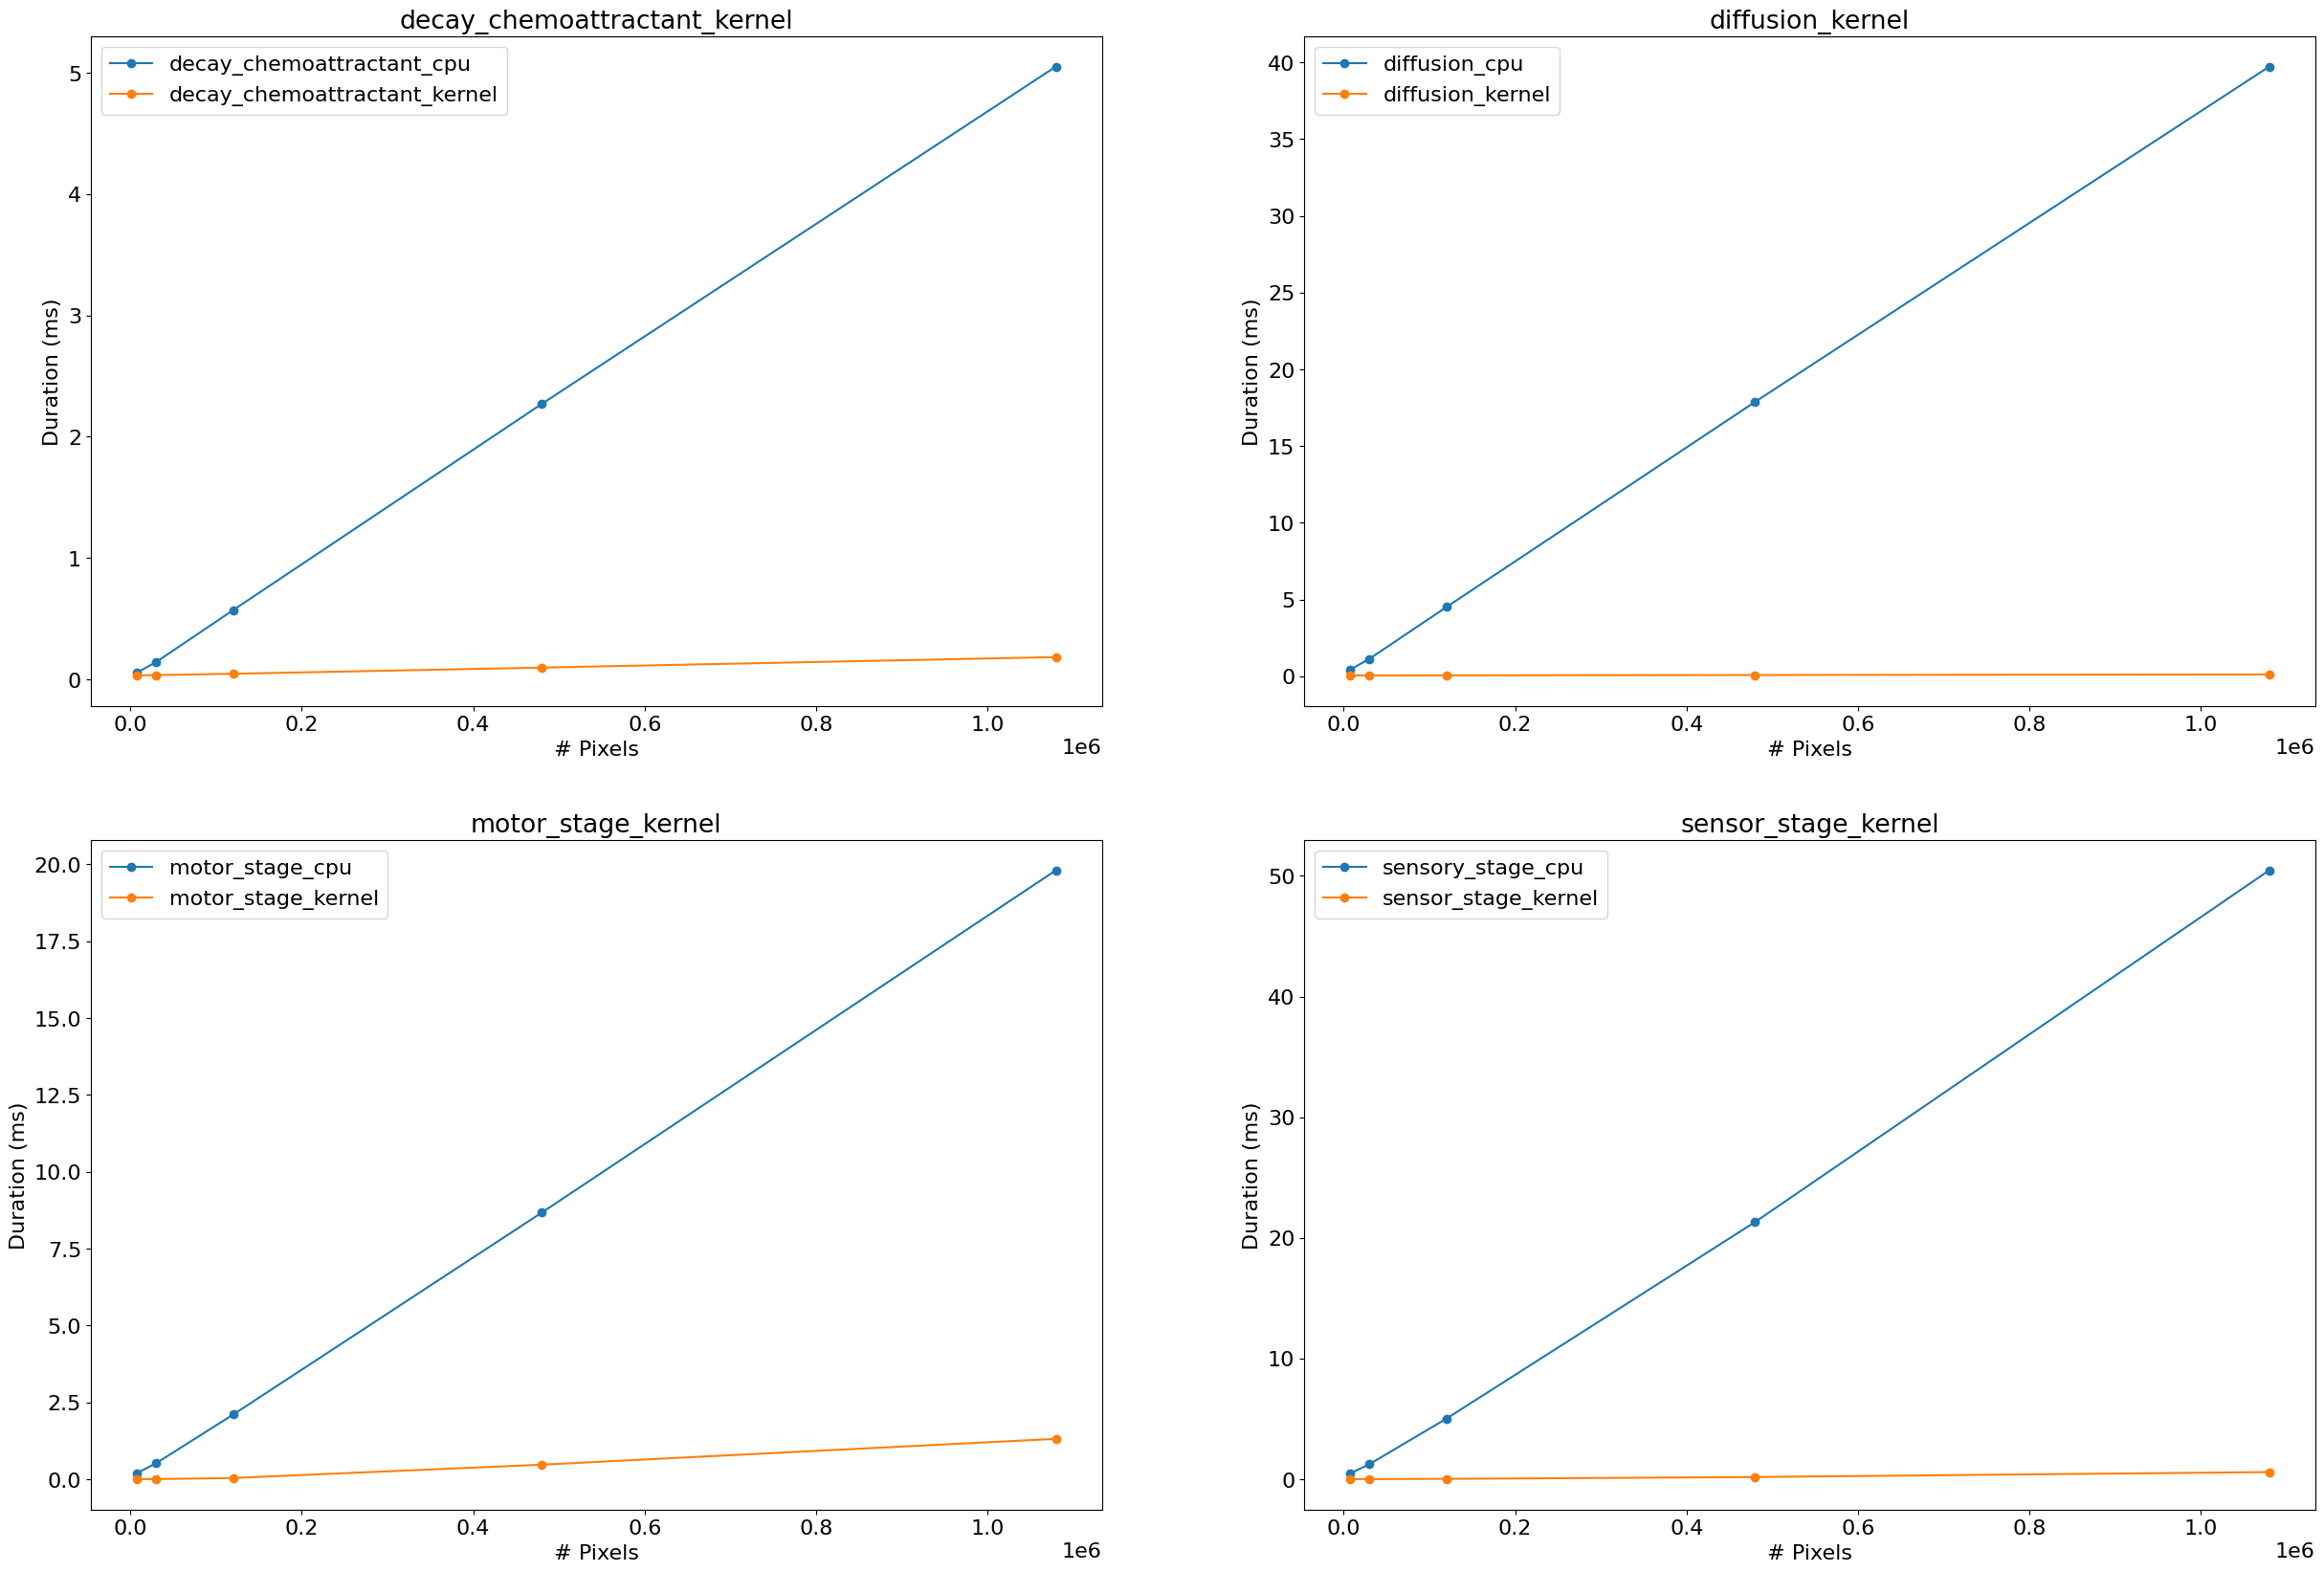 decay_chemoattractant_kernel
decay_chemoattractant_cpu
decay_chemoattractant_kernel
5
4
3
2
1
0
Duration (ms)
0.0 0.2 0.4 0.6 0.8 1.0
# Pixels
1e6
diffusion_kernel
diffusion_cpu
diffusion_kernel
40
35
30
25
20
15
10
5
0
Duration (ms)
0.0 0.2 0.4 0.6 0.8 1.0
# Pixels
1e6
motor_stage_kernel
motor_stage_cpu
motor_stage_kernel
20.0
17.5
15.0
12.5
10.0
7.5
5.0
2.5
0.0
Duration (ms)
0.0 0.2 0.4 0.6 0.8 1.0
# Pixels
1e6
sensor_stage_kernel
sensory_stage_cpu
sensor_stage_kernel
50
40
30
20
10
0
Duration (ms)
0.0 0.2 0.4 0.6 0.8 1.0
# Pixels
1e6